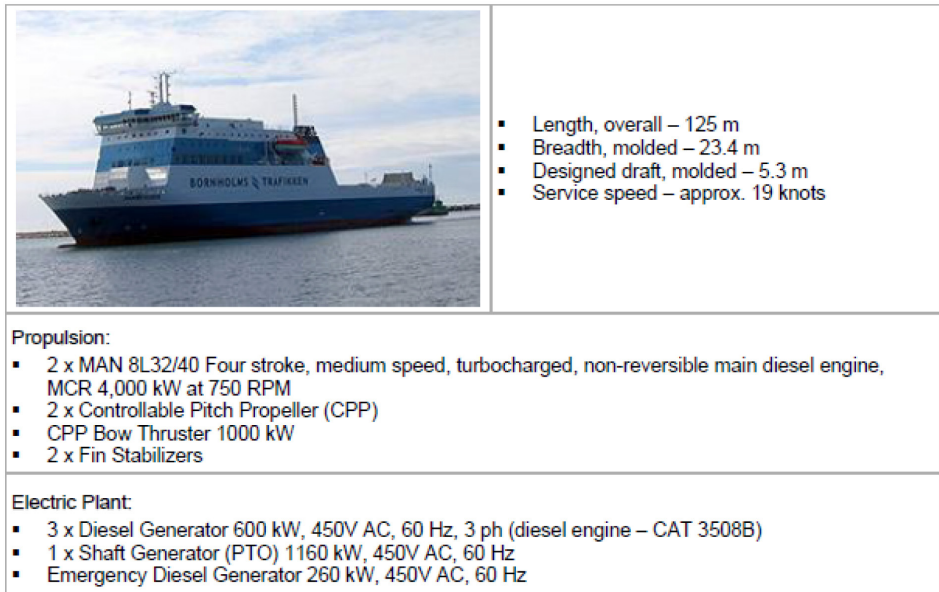 BORNHOLMS TRAFIKKEN
▪ Length, overall – 125 m
▪ Breadth, molded – 23.4 m
▪ Designed draft, molded – 5.3 m
▪ Service speed – approx. 19 knots
Propulsion:
▪ 2 x MAN 8L32/40 Four stroke, medium speed, turbocharged, non-reversible main diesel engine,
MCR 4,000 kW at 750 RPM
▪ 2 x Controllable Pitch Propeller (CPP)
▪ CPP Bow Thruster 1000 kW
▪ 2 x Fin Stabilizers
Electric Plant:
▪ 3 x Diesel Generator 600 kW, 450V AC, 60 Hz, 3 ph (diesel engine – CAT 3508B)
▪ 1 x Shaft Generator (PTO) 1160 kW, 450V AC, 60 Hz
▪ Emergency Diesel Generator 260 kW, 450V AC, 60 Hz